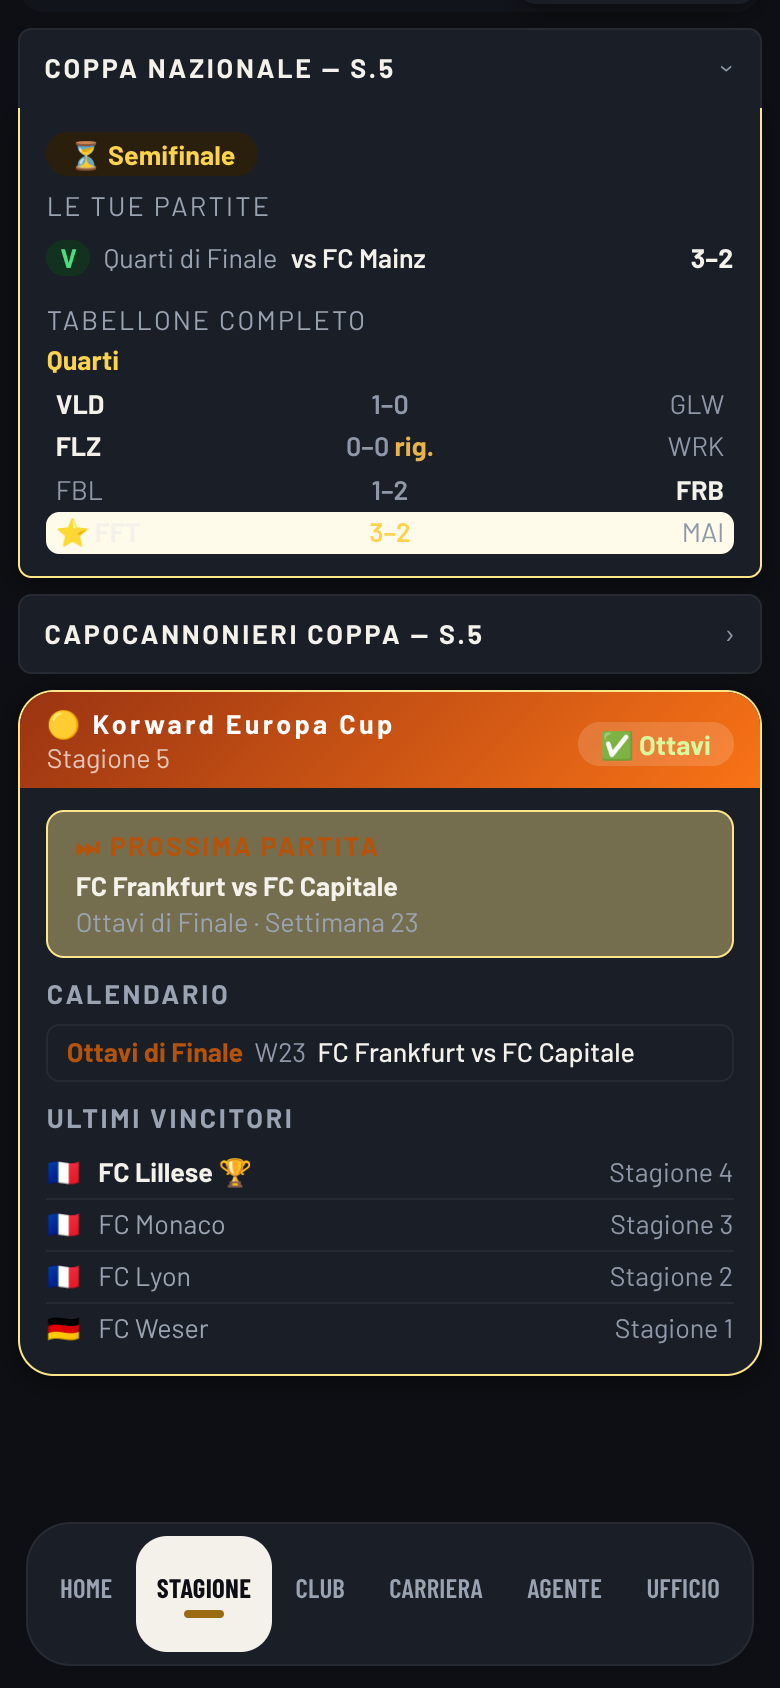 COPPA NAZIONALE – S.5
⏳ Semifinale
LE TUE PARTITE
V Quarti di Finale vs FC Mainz 3–2
TABELLONE COMPLETO
Quarti
VLD 1–0 GLW
FLZ 0–0 rig. WRK
FBL 1–2 FRB
⭐ FFT 3–2 MAI
CAPOCANNONIERI COPPA – S.5 ›
🟡 Korward Europa Cup
Stagione 5
✅ Ottavi
⏭ PROSSIMA PARTITA
FC Frankfurt vs FC Capitale
Ottavi di Finale · Settimana 23
CALENDARIO
Ottavi di Finale W23 FC Frankfurt vs FC Capitale
ULTIMI VINCITORI
🇫🇷 FC Lillese 🏆 Stagione 4
🇫🇷 FC Monaco Stagione 3
🇫🇷 FC Lyon Stagione 2
🇩🇪 FC Weser Stagione 1
HOME STAGIONE CLUB CARRIERA AGENTE UFFICIO